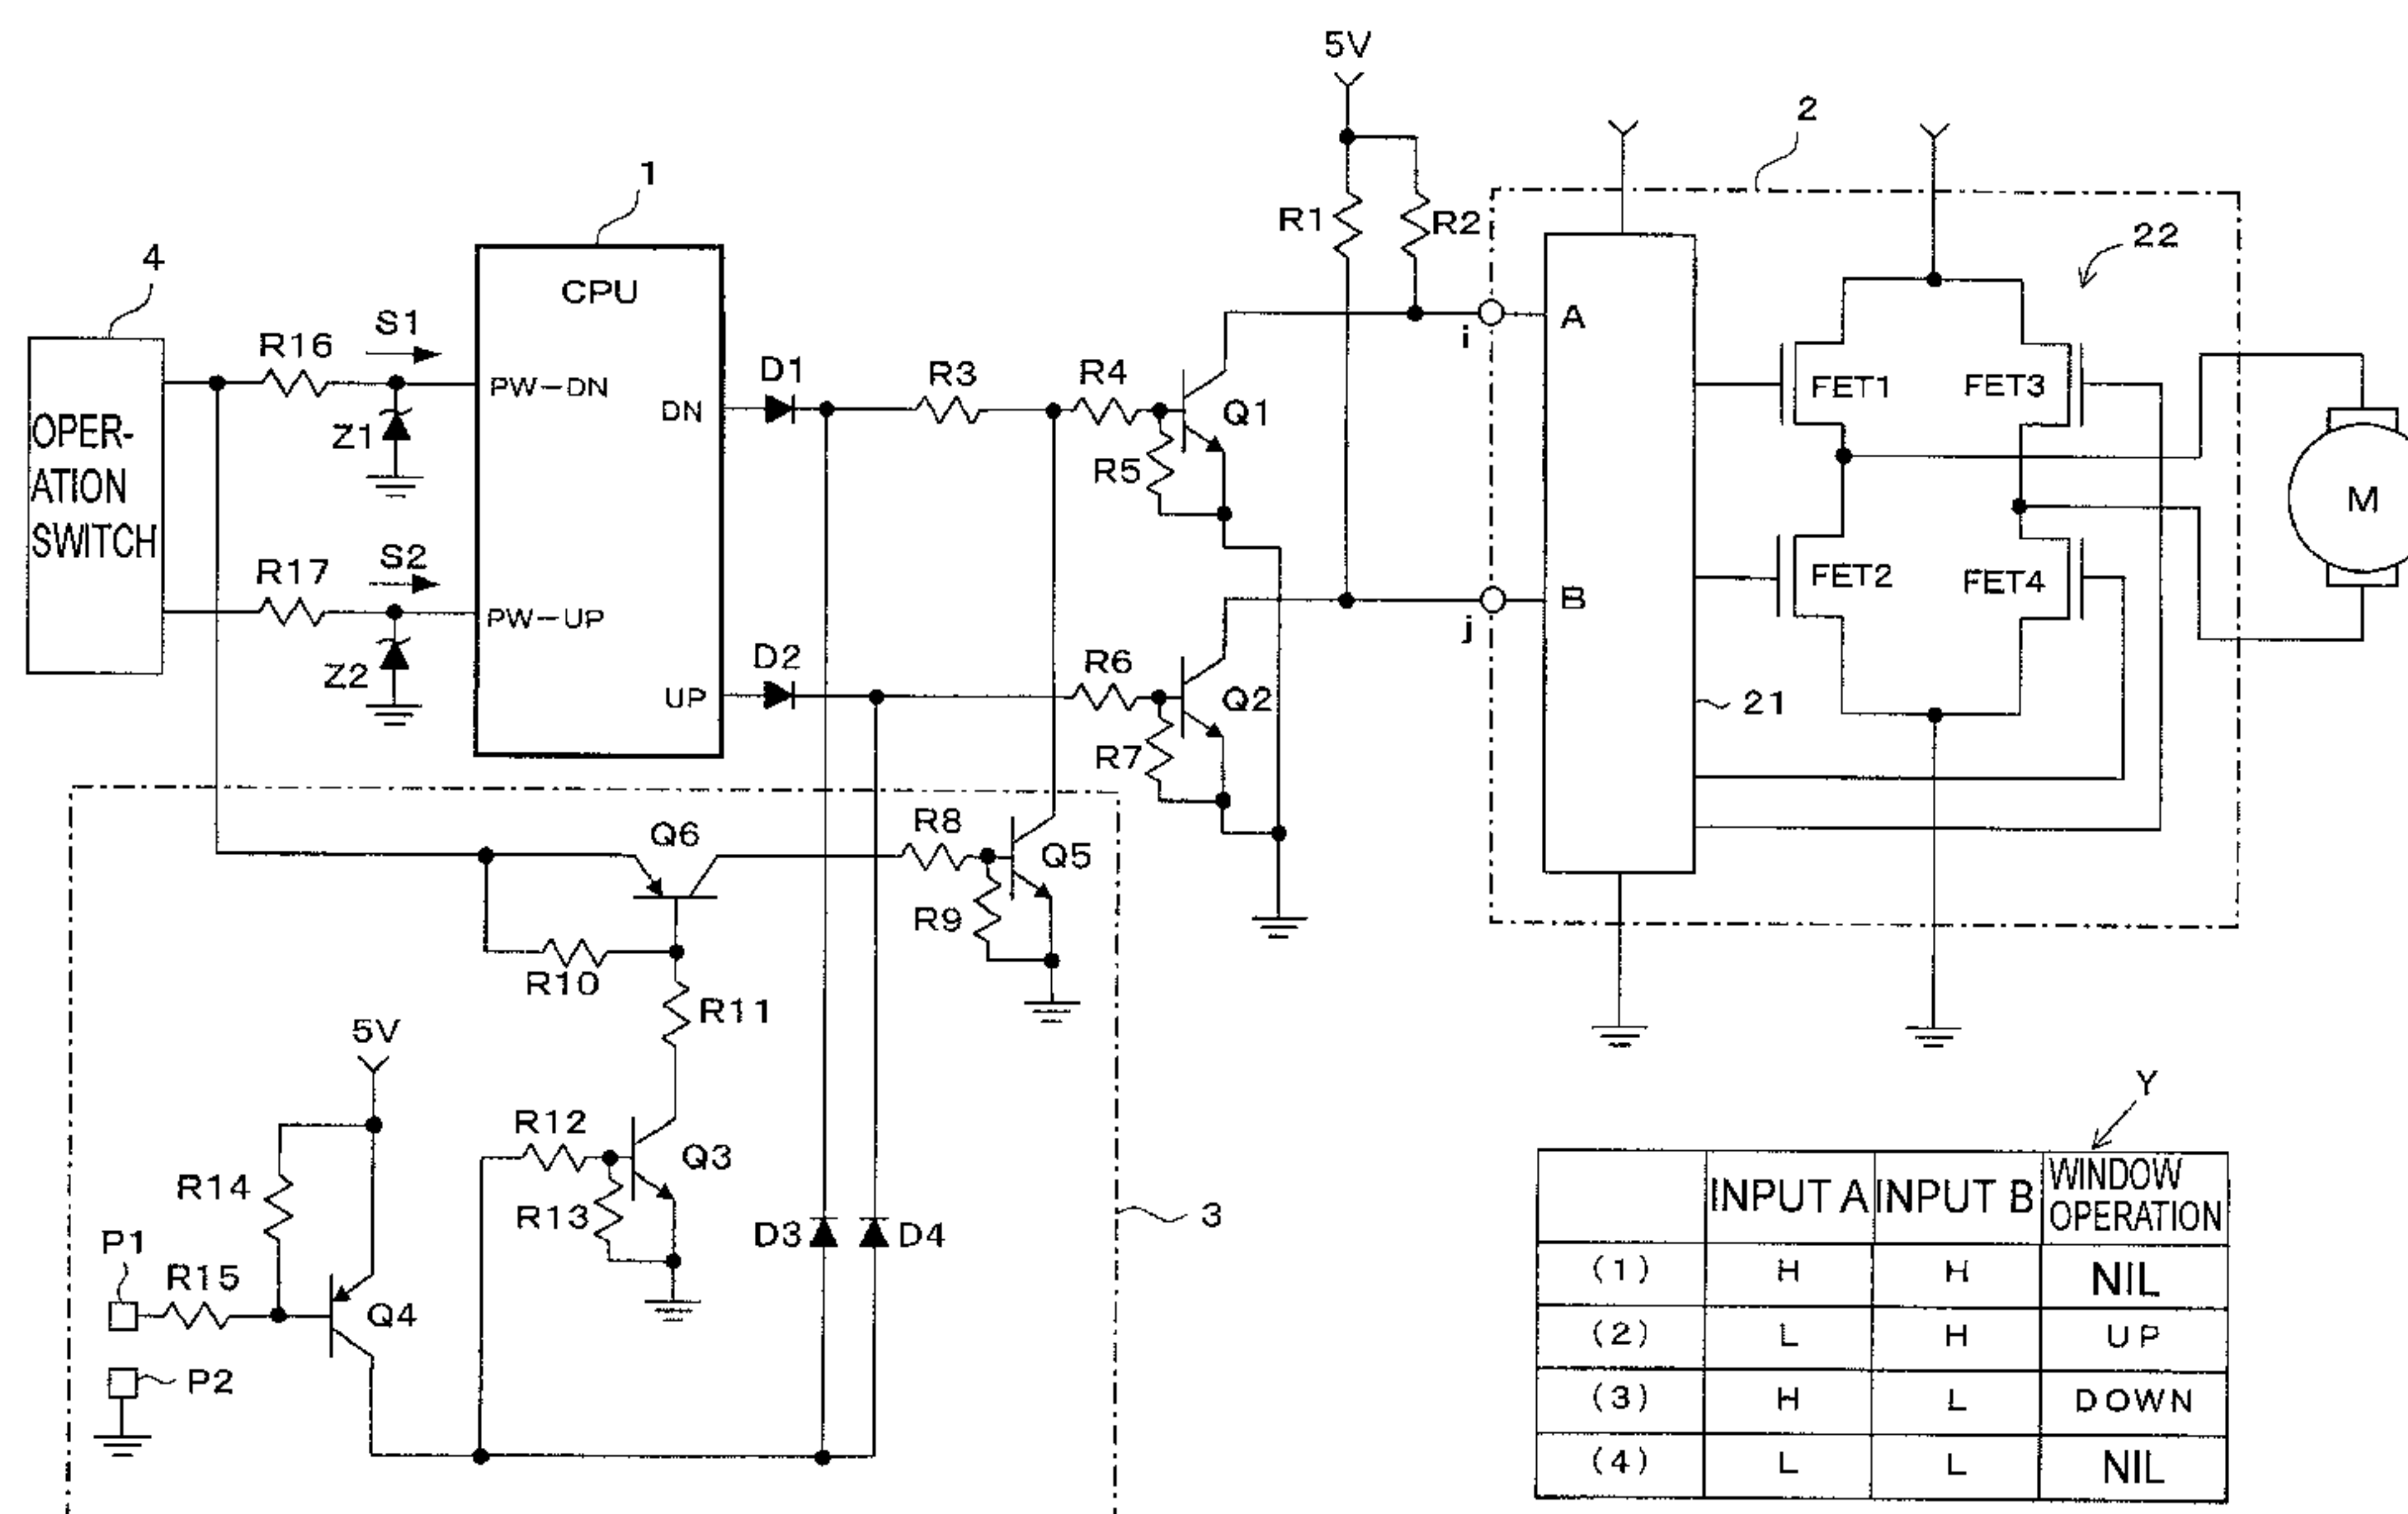 5V
2
1
R1
R2
22
4
CPU
S1
A
i
R16
D1
R3
R4
PW-DN
FET1
FET3
DN
Q1
OPER-
ATION
SWITCH
Z1
R5
M
S2
R17
FET2
FET4
B
PW-UP
j
D2
R6
Z2
UP
Q2
21
R7
R8
Q6
Q5
R9
R10
R11
5V
Y
R12
Q3
R14
R13
3
P1
D3
D4
R15
Q4
P2
INPUT A INPUT B WINDOW OPERATION
(1) H H NIL
(2) L H UP
(3) H L DOWN
(4) L L NIL